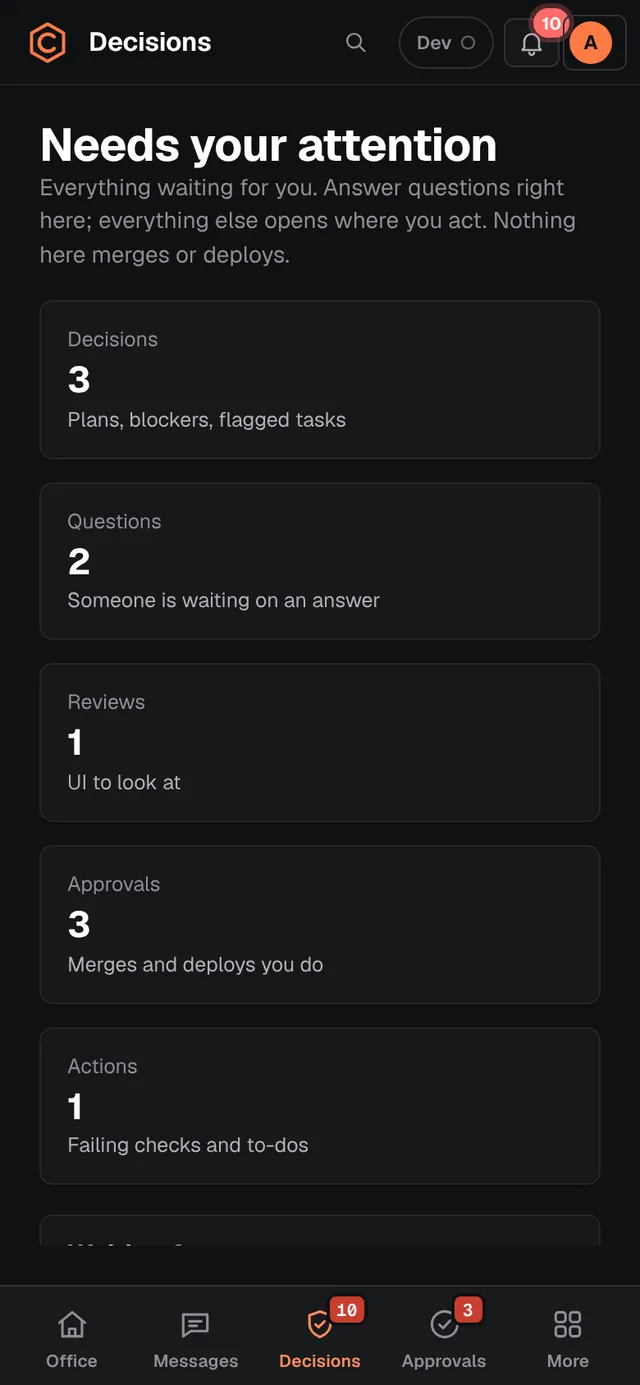 Decisions
Dev
10
A
Needs your attention
Everything waiting for you. Answer questions right
here; everything else opens where you act. Nothing
here merges or deploys.
Decisions
3
Plans, blockers, flagged tasks
Questions
2
Someone is waiting on an answer
Reviews
1
UI to look at
Approvals
3
Merges and deploys you do
Actions
1
Failing checks and to-dos
10
3
Office
Messages
Decisions
Approvals
More